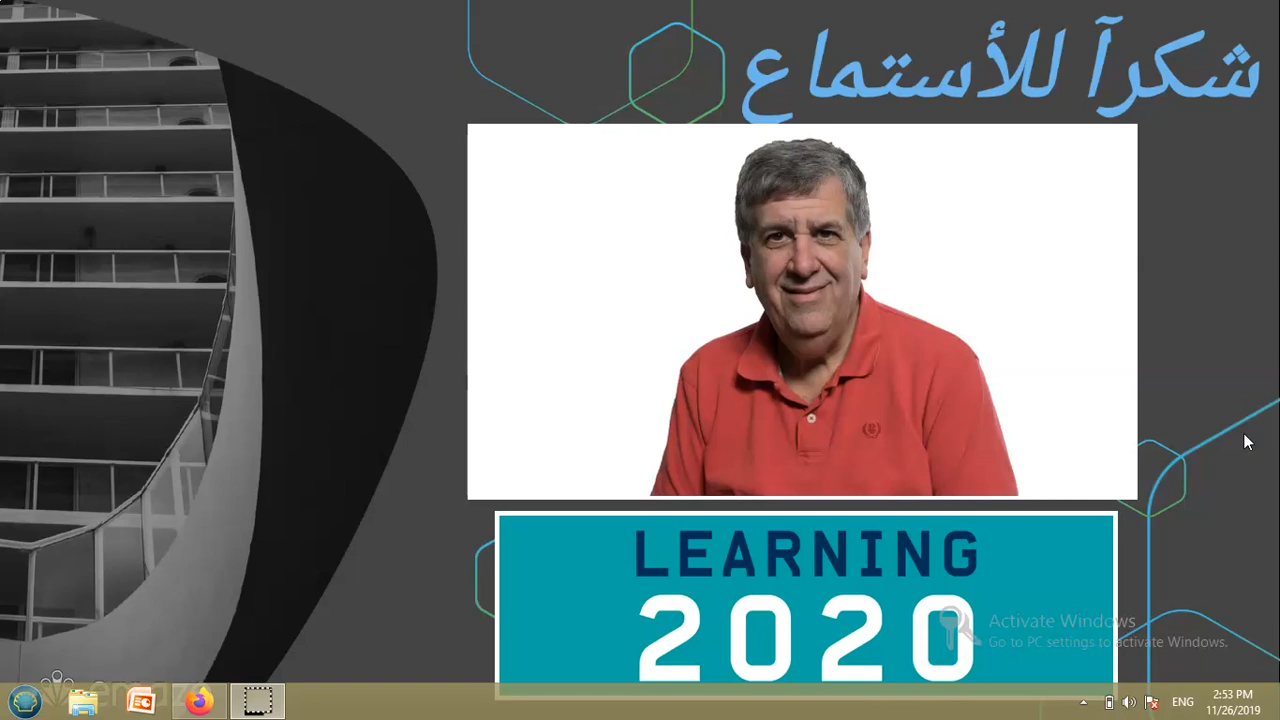 شكرآ للأستماع
LEARNING
2020
Activate Windows
Go to PC settings to activate Windows.
emaze
ENG
2:53 PM
11/26/2019